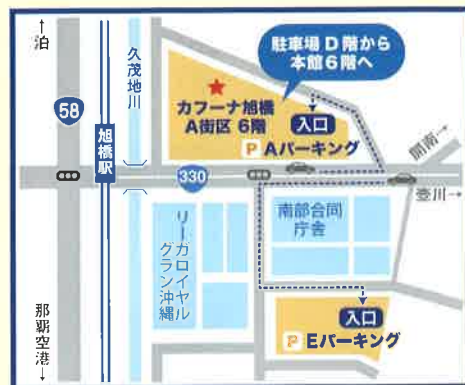 ↑
泊
58
久茂地川
旭橋駅
駐車場 D 階から
本館6階へ
★
カフーナ旭橋
A街区 6階
入口
P Aパーキング
開南→
330
壺川→
リーガロイヤル
グラン沖縄
南部合同
庁舎
入口
P Eパーキング
那覇空港
↓